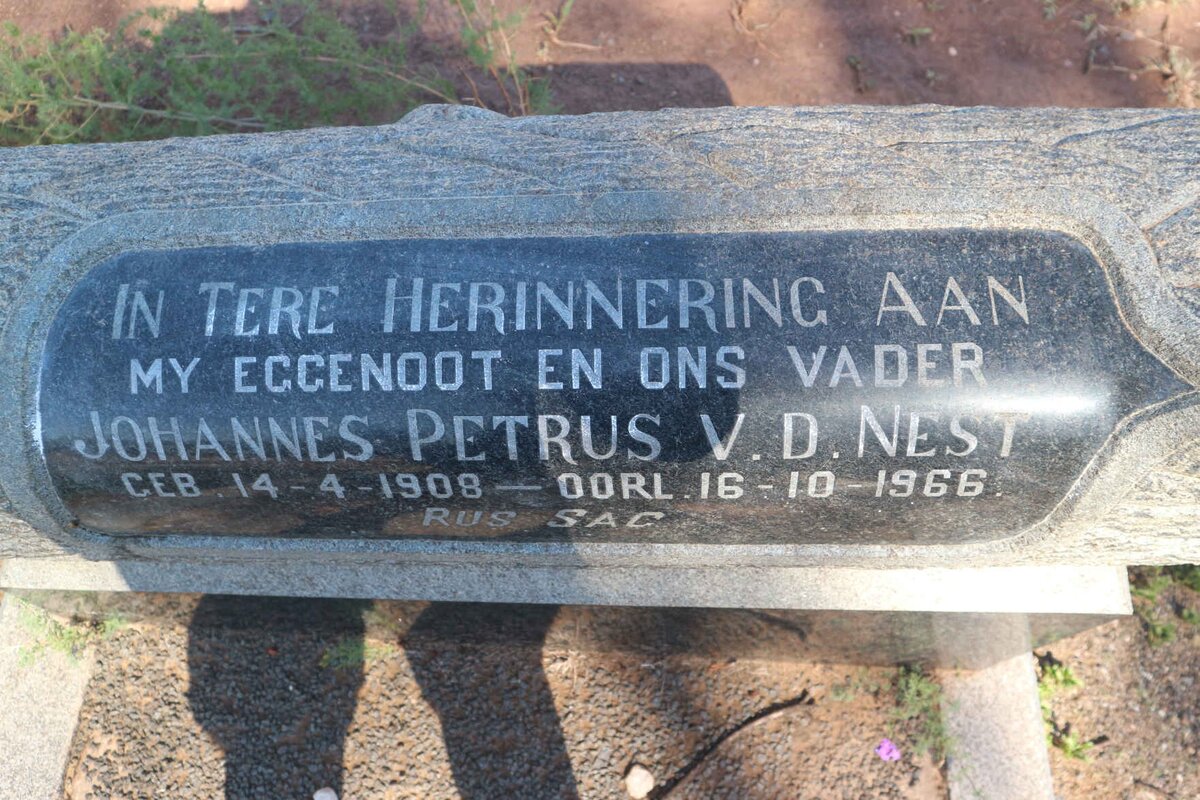 IN TERE HERINNERING AAN
MY EGGENOOT EN ONS VADER
JOHANNES PETRUS V. D. NEST
GEB. 14-4-1908 — OORL. 16-10-1966.
RUS SAG